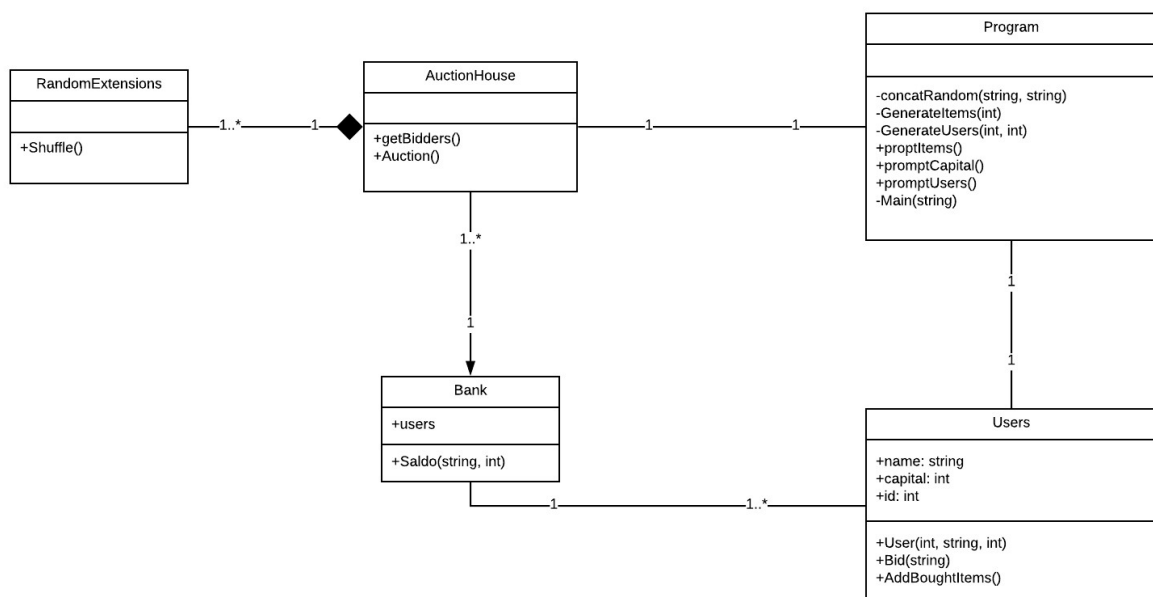 RandomExtensions
+Shuffle()
1..*
1
AuctionHouse
+getBidders()
+Auction()
1
1
Program
-concatRandom(string, string)
-GenerateItems(int)
-GenerateUsers(int, int)
+proptItems()
+promptCapital()
+promptUsers()
-Main(string)
1..*
1
1
1
Bank
+users
+Saldo(string, int)
1
1..*
Users
+name: string
+capital: int
+id: int
+User(int, string, int)
+Bid(string)
+AddBoughtItems()